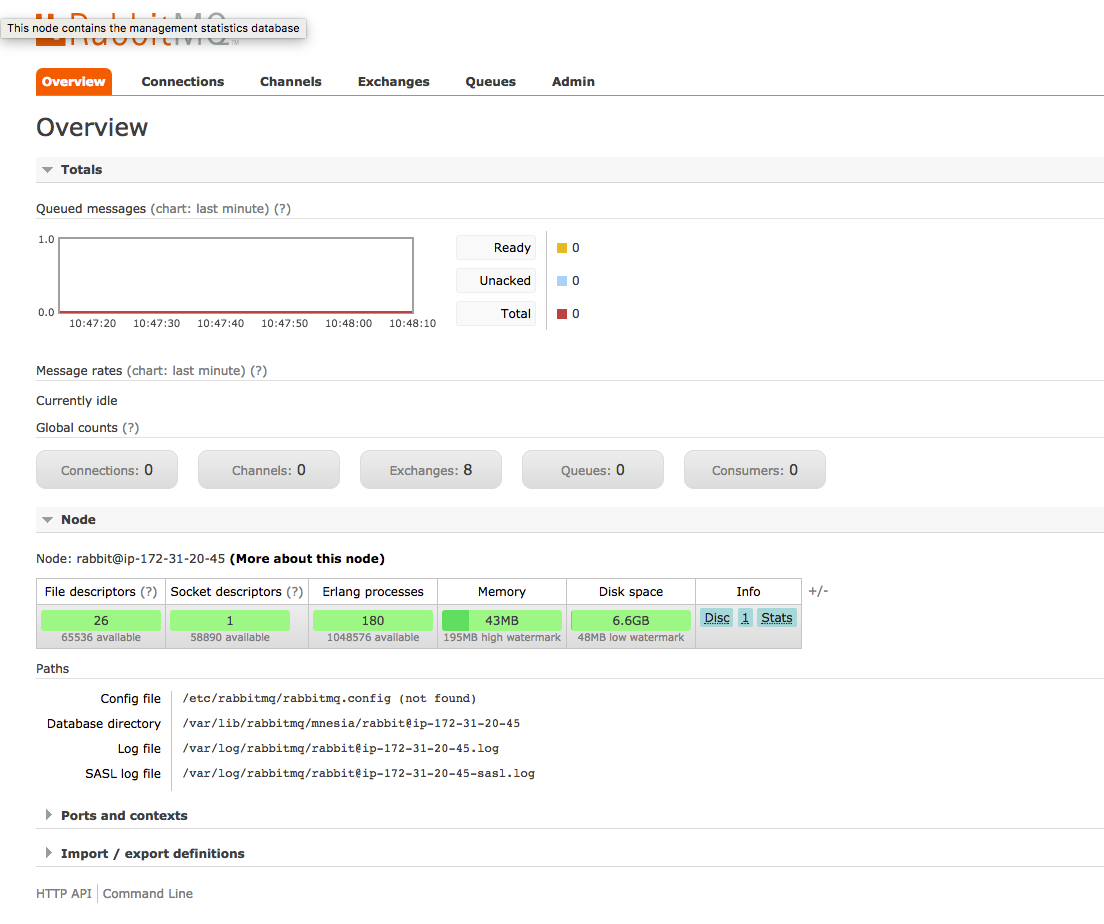 This node contains the management statistics database
Overview Connections Channels Exchanges Queues Admin
Overview
Totals
Queued messages (chart: last minute) (?)
1.0
0.0
10:47:20 10:47:30 10:47:40 10:47:50 10:48:00 10:48:10
Ready 0
Unacked 0
Total 0
Message rates (chart: last minute) (?)
Currently idle
Global counts (?)
Connections: 0 Channels: 0 Exchanges: 8 Queues: 0 Consumers: 0
Node
Node: rabbit@ip-172-31-20-45 (More about this node)
File descriptors (?) Socket descriptors (?) Erlang processes Memory Disk space Info +/-
26 1 180 43MB 6.6GB Disc 1 Stats
65536 available 58890 available 1048576 available 195MB high watermark 48MB low watermark
Paths
Config file /etc/rabbitmq/rabbitmq.config (not found)
Database directory /var/lib/rabbitmq/mnesia/rabbit@ip-172-31-20-45
Log file /var/log/rabbitmq/rabbit@ip-172-31-20-45.log
SASL log file /var/log/rabbitmq/rabbit@ip-172-31-20-45-sasl.log
Ports and contexts
Import / export definitions
HTTP API Command Line